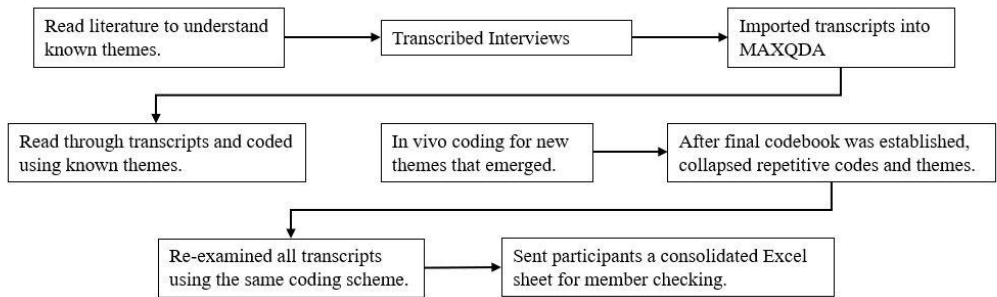 Read literature to understand
known themes.
Transcribed Interviews
Imported transcripts into
MAXQDA
Read through transcripts and coded
using known themes.
In vivo coding for new
themes that emerged.
After final codebook was established,
collapsed repetitive codes and themes.
Re-examined all transcripts
using the same coding scheme.
Sent participants a consolidated Excel
sheet for member checking.